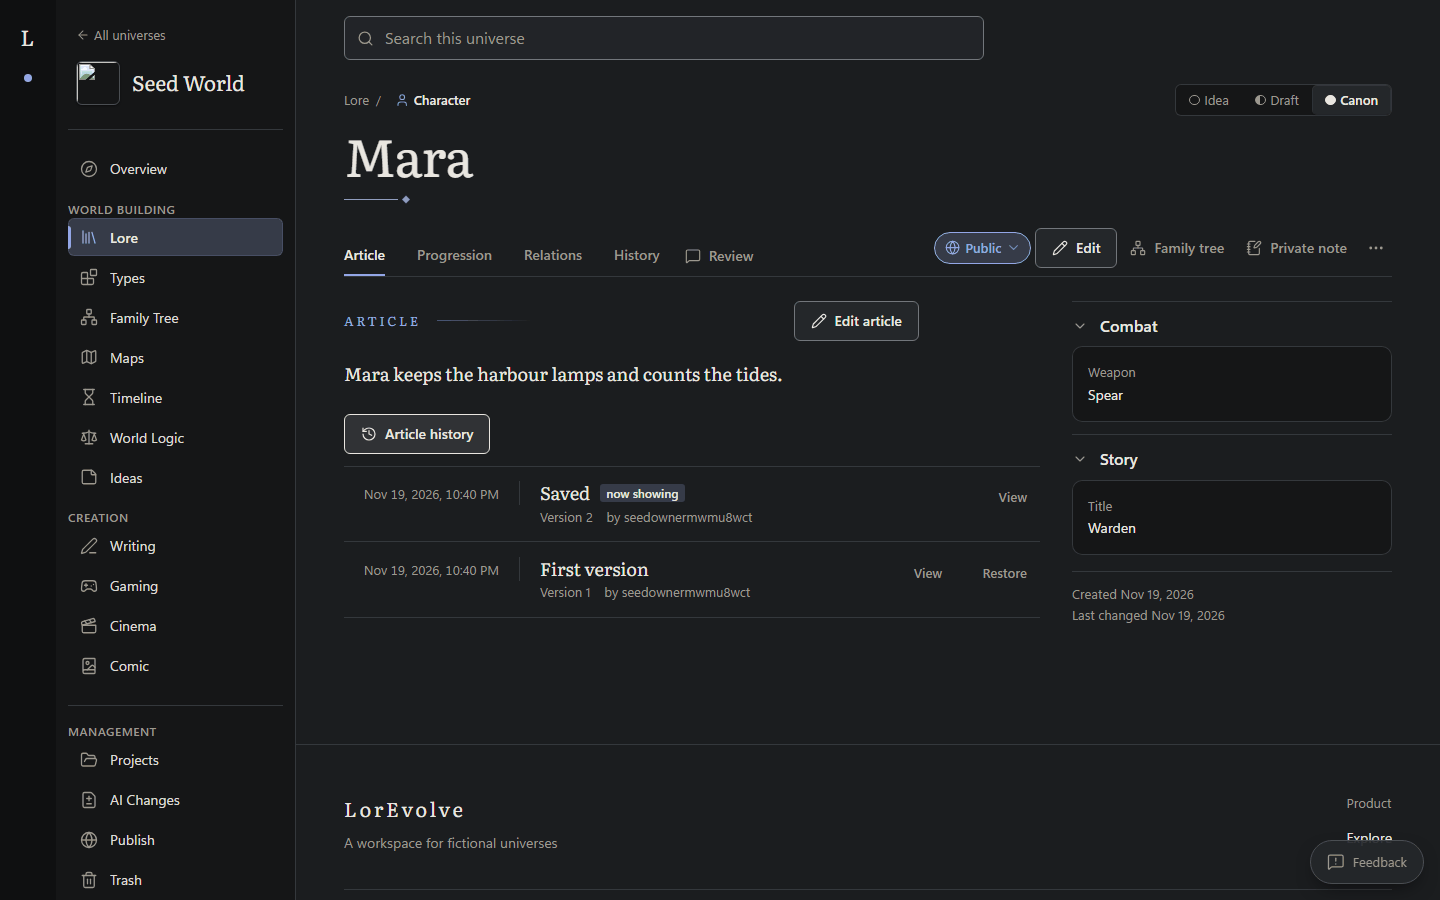 L
All universes
Seed World
Overview
WORLD BUILDING
Lore
Types
Family Tree
Maps
Timeline
World Logic
Ideas
CREATION
Writing
Gaming
Cinema
Comic
MANAGEMENT
Projects
AI Changes
Publish
Trash
Search this universe
Lore / Character
Idea Draft Canon
Mara
Article Progression Relations History Review
Public Edit Family tree Private note
ARTICLE
Edit article
Mara keeps the harbour lamps and counts the tides.
Article history
Nov 19, 2026, 10:40 PM Saved now showing View
Version 2 by seedownermwmu8wct
Nov 19, 2026, 10:40 PM First version View Restore
Version 1 by seedownermwmu8wct
Combat
Weapon
Spear
Story
Title
Warden
Created Nov 19, 2026
Last changed Nov 19, 2026
LorEvolve
A workspace for fictional universes
Product
Explore
Feedback